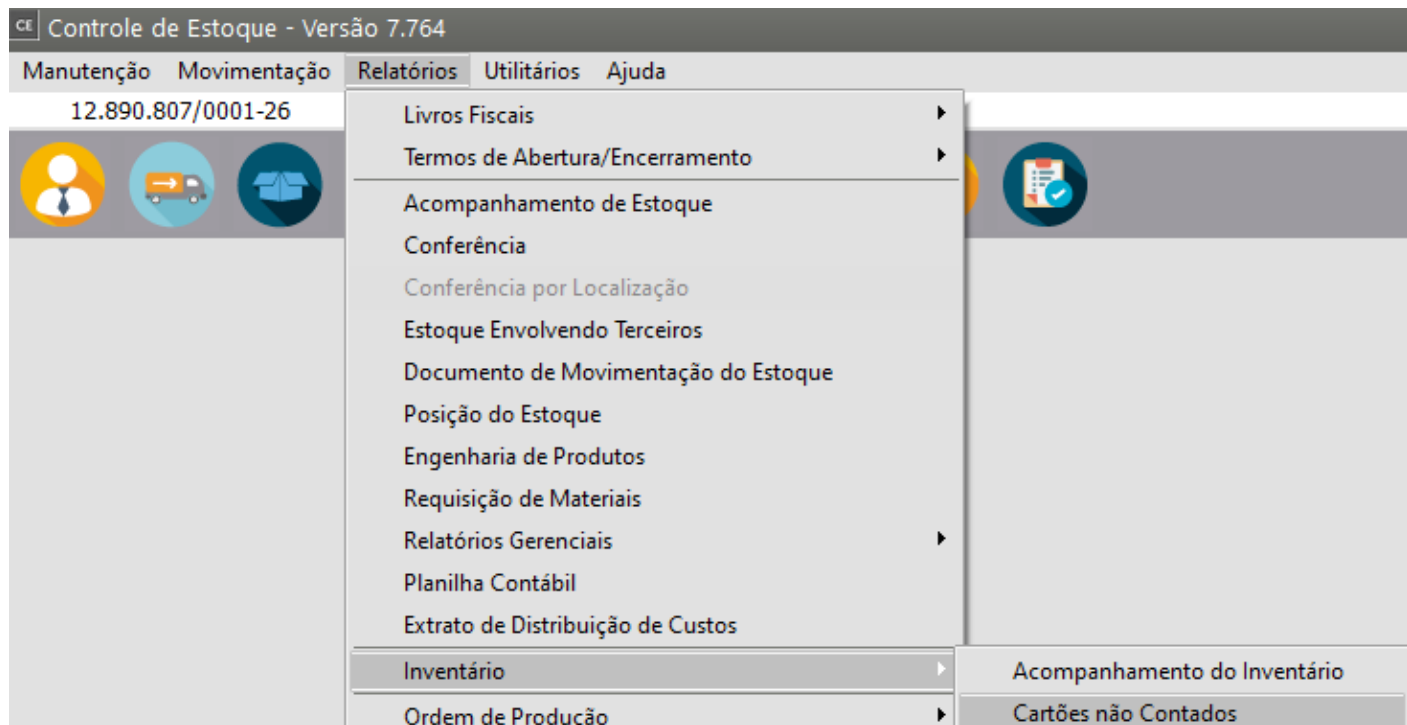 CE Controle de Estoque - Versão 7.764
Manutenção Movimentação Relatórios Utilitários Ajuda
12.890.807/0001-26
Livros Fiscais
Termos de Abertura/Encerramento
Acompanhamento de Estoque
Conferência
Conferência por Localização
Estoque Envolvendo Terceiros
Documento de Movimentação do Estoque
Posição do Estoque
Engenharia de Produtos
Requisição de Materiais
Relatórios Gerenciais
Planilha Contábil
Extrato de Distribuição de Custos
Inventário
Acompanhamento do Inventário
Ordem de Produção
Cartões não Contados